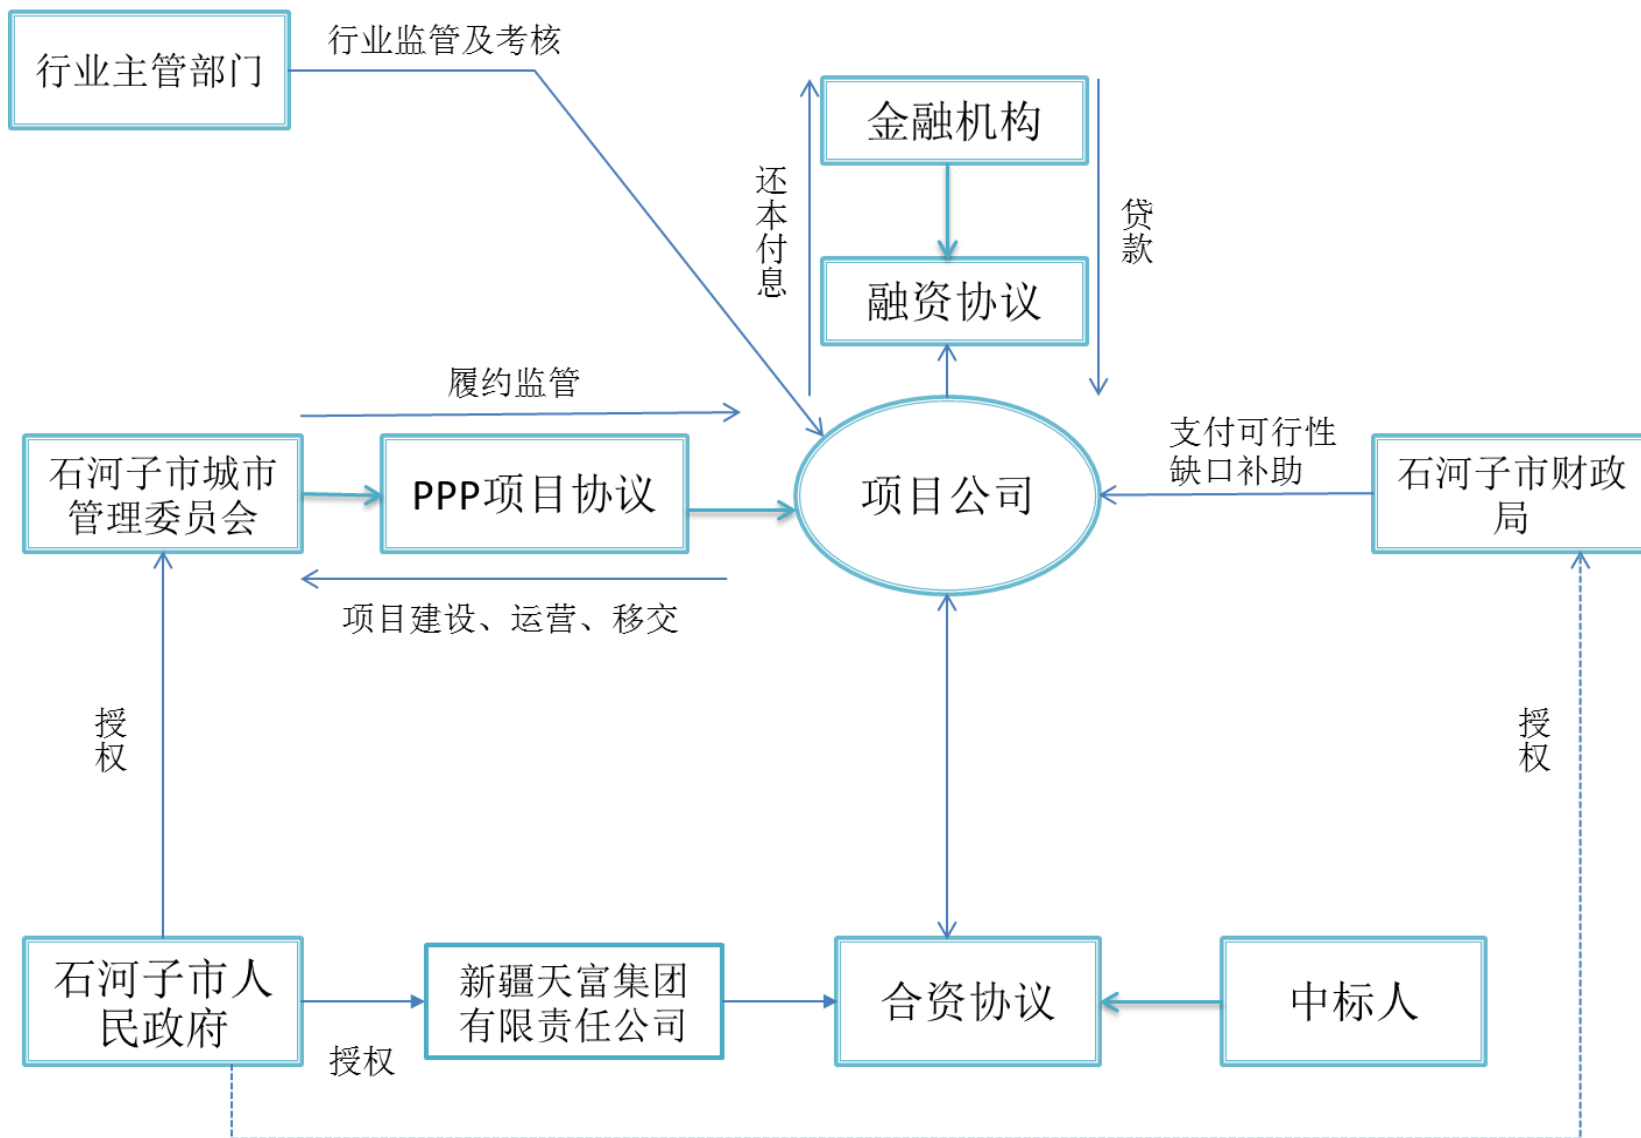 行业监管及考核
行业主管部门
金融机构
还本付息
贷款
融资协议
履约监管
支付可行性
缺口补助
石河子市城市
管理委员会
PPP项目协议
项目公司
石河子市财政
局
项目建设、运营、移交
授权
授权
石河子市人
民政府
新疆天富集团
有限责任公司
合资协议
中标人
授权